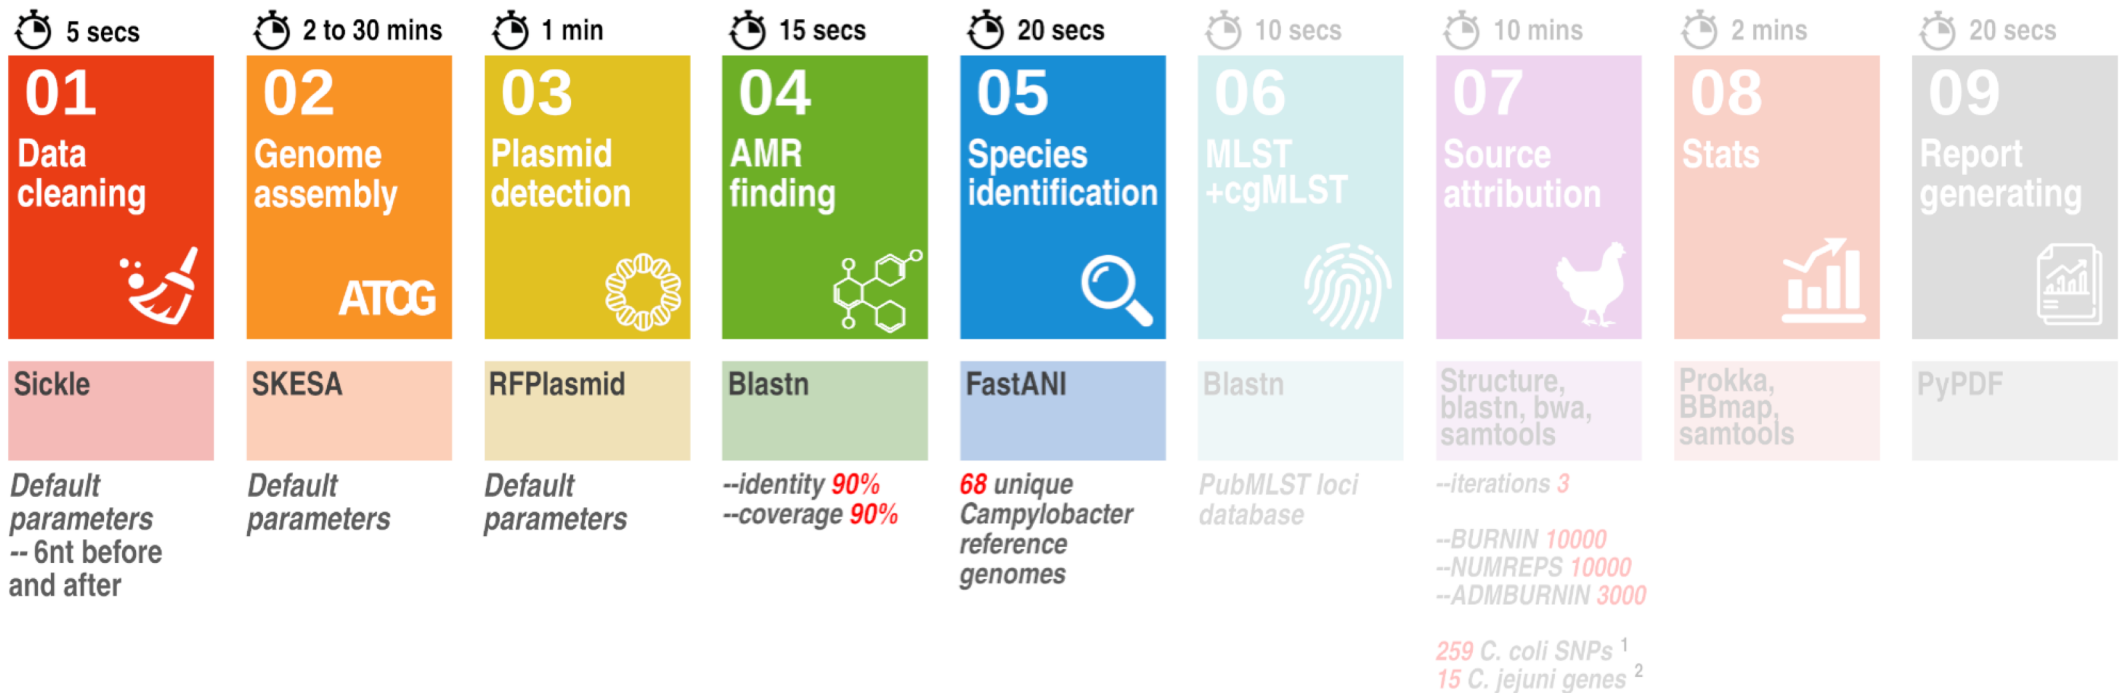 5 secs
2 to 30 mins
1 min
15 secs
20 secs
10 secs
10 mins
2 mins
20 secs
01
Data
cleaning
02
Genome
assembly
ATCG
03
Plasmid
detection
04
AMR
finding
05
Species
identification
06
MLST
+cgMLST
07
Source
attribution
08
Stats
09
Report
generating
Sickle
SKESA
RFPlasmid
Blastn
FastANI
Blastn
Structure,
blastn, bwa,
samtools
Prokka,
BBmap,
samtools
PyPDF
Default
parameters
-- 6nt before
and after
Default
parameters
Default
parameters
--identity 90%
--coverage 90%
68 unique
Campylobacter
reference
genomes
PubMLST loci
database
--iterations 3
--BURNIN 10000
--NUMREPS 10000
--ADMBURNIN 3000
259 C. coli SNPs 1
15 C. jejuni genes 2